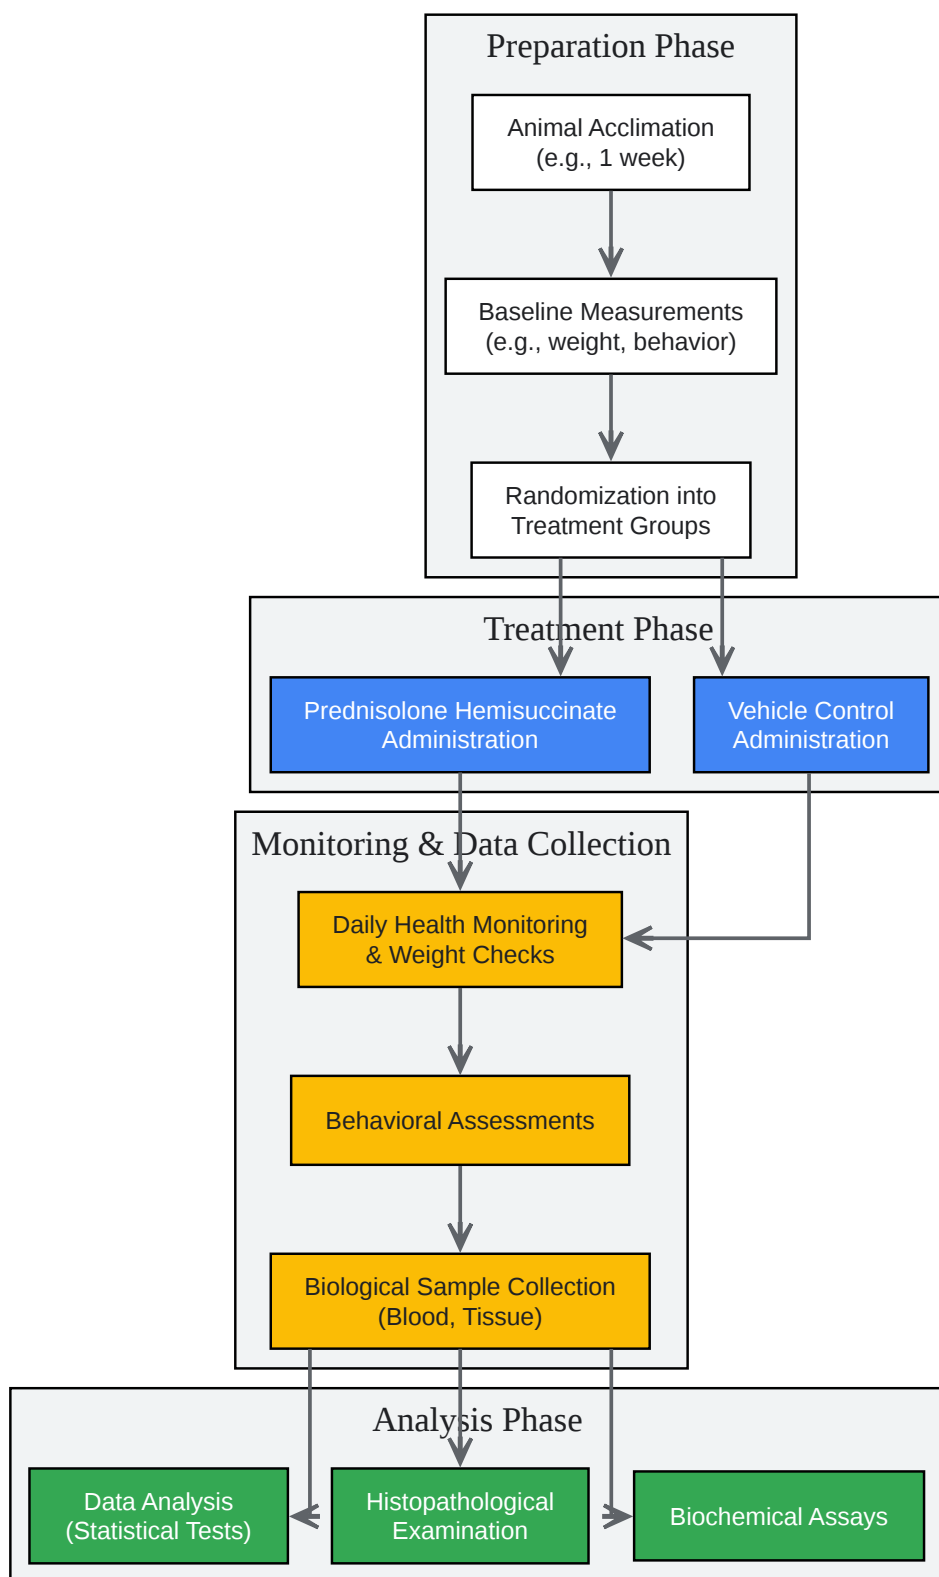 Preparation Phase
Animal Acclimation
(e.g., 1 week)
Baseline Measurements
(e.g., weight, behavior)
Randomization into
Treatment Groups
Treatment Phase
Prednisolone Hemisuccinate
Administration
Vehicle Control
Administration
Monitoring & Data Collection
Daily Health Monitoring
& Weight Checks
Behavioral Assessments
Biological Sample Collection
(Blood, Tissue)
Analysis Phase
Data Analysis
(Statistical Tests)
Histopathological
Examination
Biochemical Assays